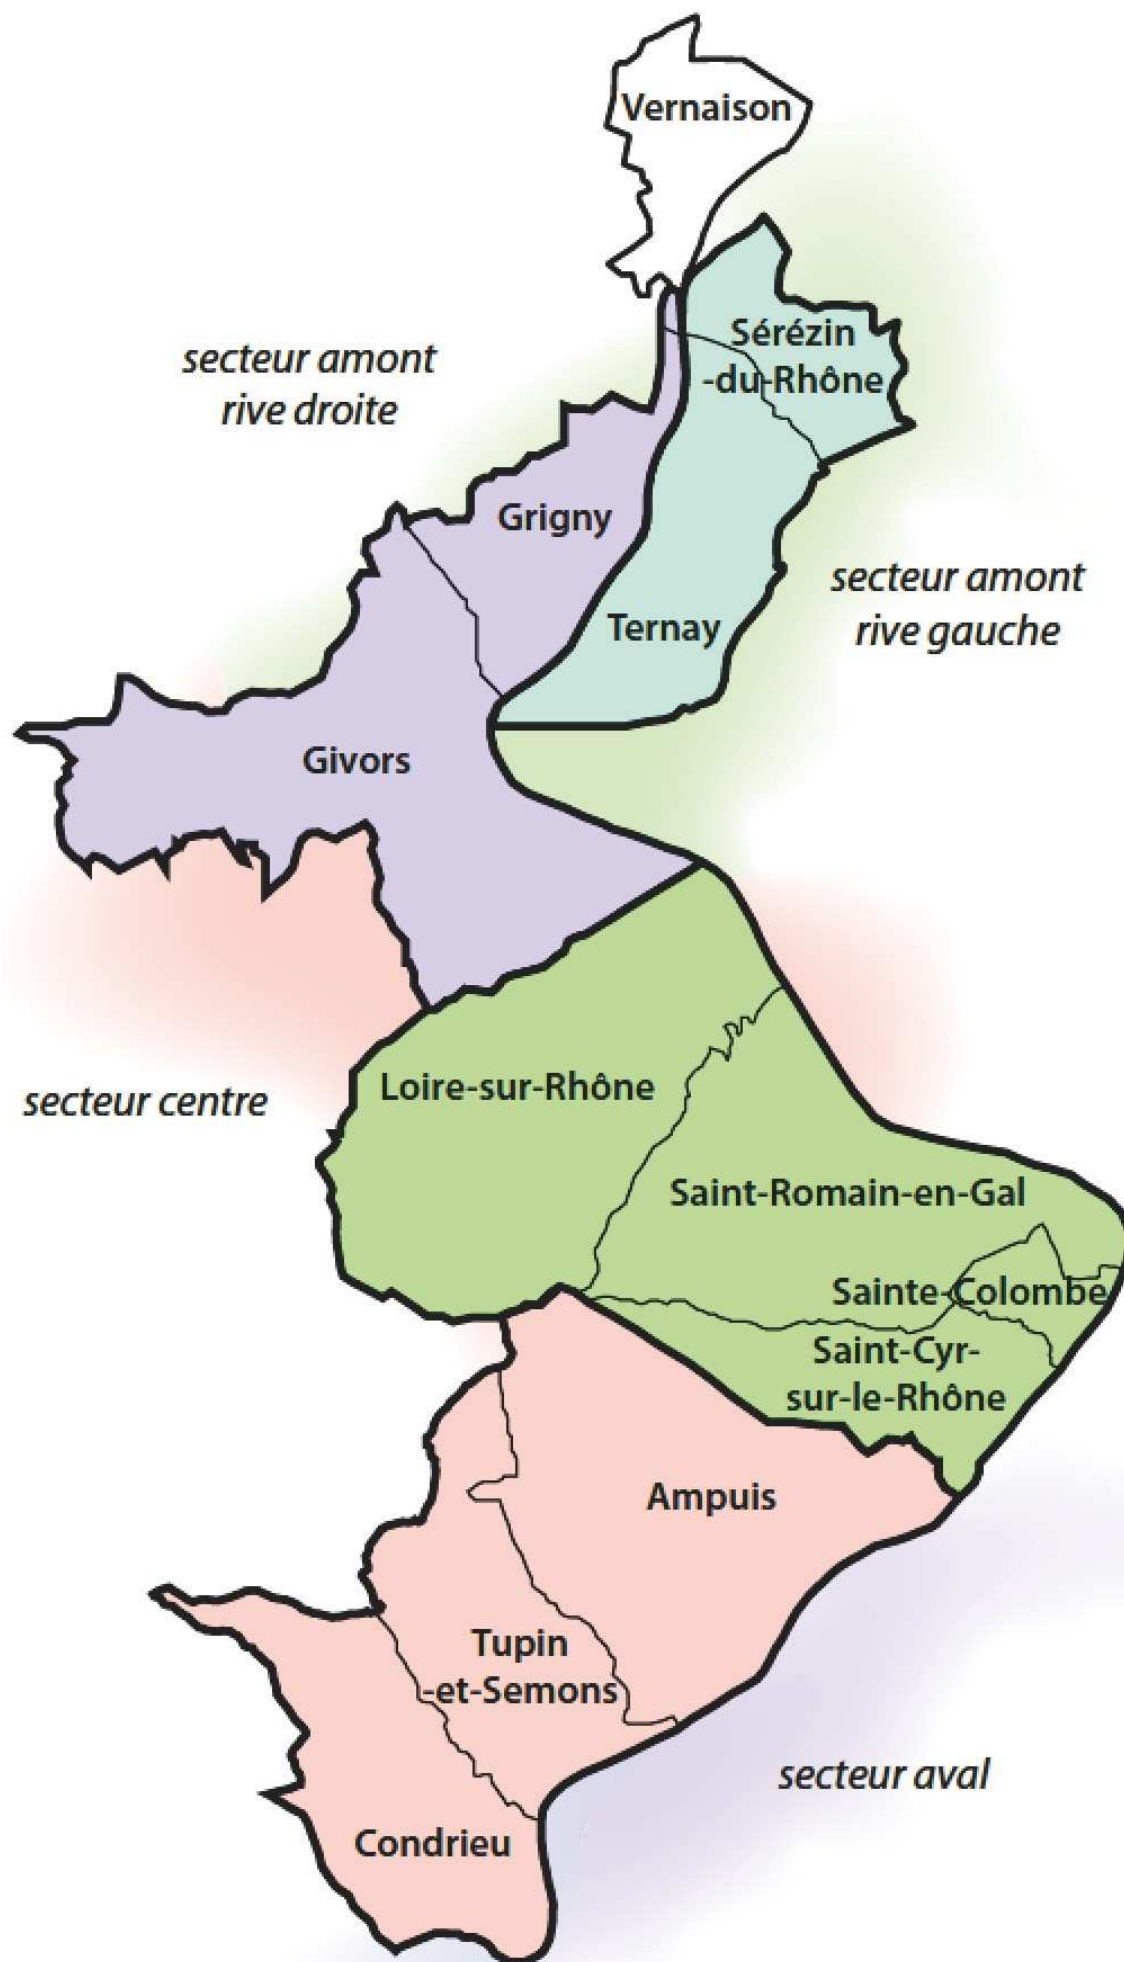 Vernaison
Sérézin
-du-Rhône
secteur amont
rive droite
Grigny
secteur amont
rive gauche
Ternay
Givors
Loire-sur-Rhône
secteur centre
Saint-Romain-en-Gal
Sainte-Colombe
Saint-Cyr-
sur-le-Rhône
Ampuis
Tupin
-et-Semons
secteur aval
Condrieu